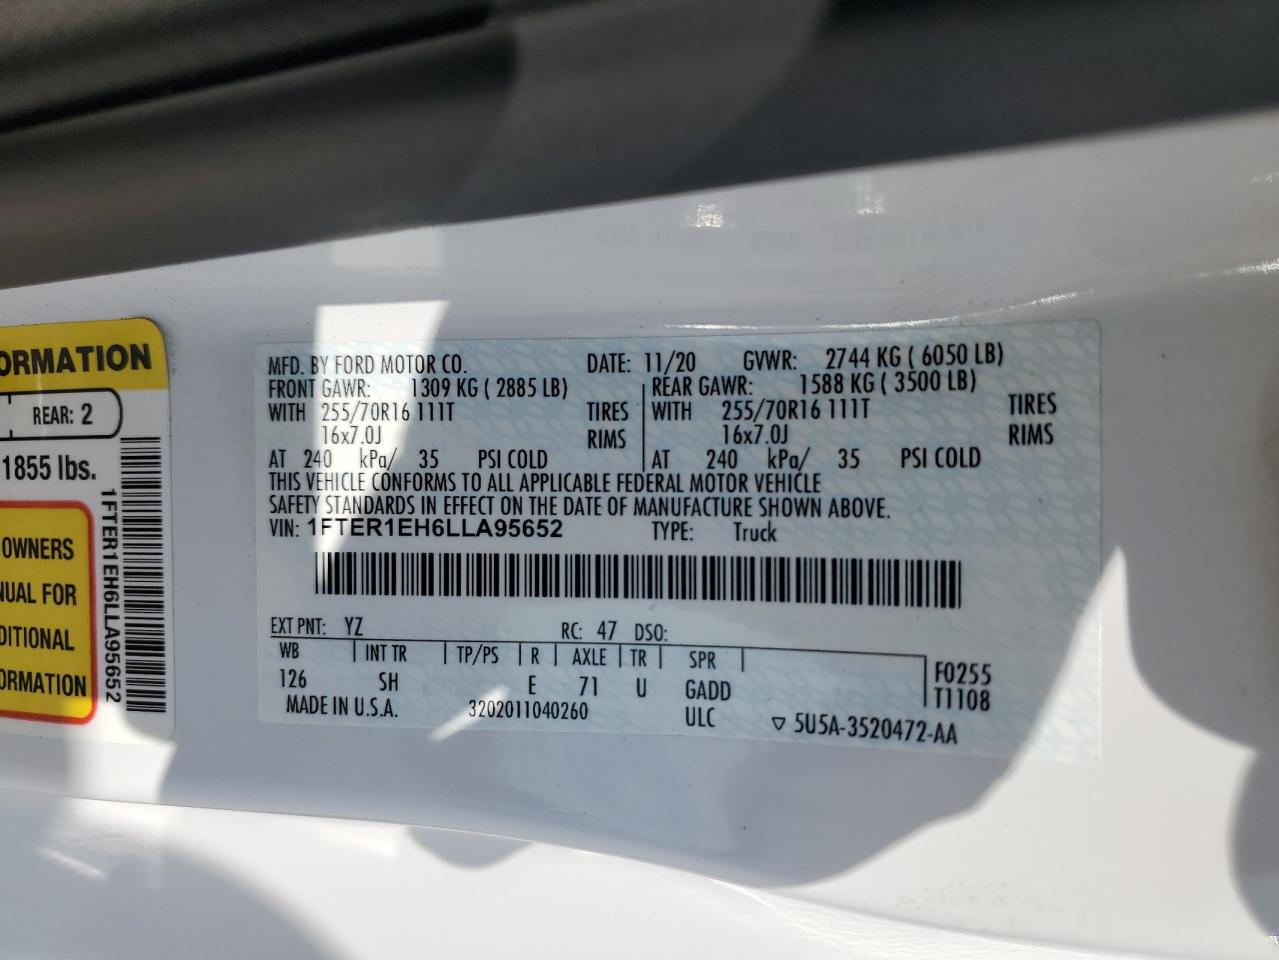 ORMATION
REAR: 2
1855 lbs.
OWNERS
NUAL FOR
DITIONAL
ORMATION
1FTER1EH6LLA95652
MFD. BY FORD MOTOR CO. DATE: 11/20 GVWR: 2744 KG ( 6050 LB)
FRONT GAWR: 1309 KG ( 2885 LB) REAR GAWR: 1588 KG ( 3500 LB)
WITH 255/70R16 111T TIRES WITH 255/70R16 111T TIRES
16x7.0J RIMS 16x7.0J RIMS
AT 240 kPa/ 35 PSI COLD AT 240 kPa/ 35 PSI COLD
THIS VEHICLE CONFORMS TO ALL APPLICABLE FEDERAL MOTOR VEHICLE
SAFETY STANDARDS IN EFFECT ON THE DATE OF MANUFACTURE SHOWN ABOVE.
VIN: 1FTER1EH6LLA95652 TYPE: Truck
EXT PNT: YZ RC: 47 DSO:
WB INT TR TP/PS R AXLE TR SPR
126 SH E 71 U GADD
F0255
T1108
MADE IN U.S.A. 3202011040260 ULC 5U5A-3520472-AA